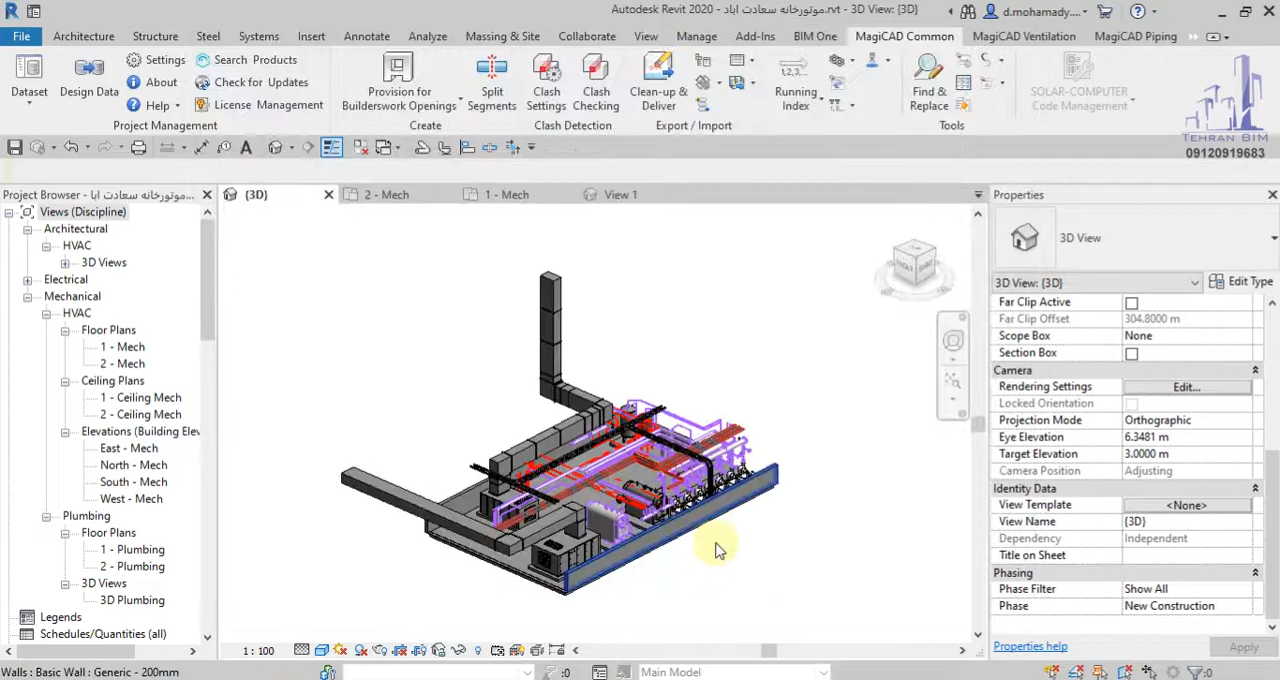 Autodesk Revit 2020 - موتورخانه سعادت اباد.rvt - 3D View: {3D}
d.mohamady....
File Architecture Structure Steel Systems Insert Annotate Analyze Massing & Site Collaborate View Manage Add-Ins BIM One MagiCAD Common MagiCAD Ventilation MagiCAD Piping
Dataset
Design Data
Settings
About
Help
Search Products
Check for Updates
License Management
Project Management
Provision for
Builderswork Openings
Split
Segments
Create
Clash
Settings
Clash
Checking
Clash Detection
Clean-up &
Deliver
Export / Import
1,2,3...
Running
Index
Find &
Replace
Tools
SOLAR-COMPUTER
Code Management
TEHRAN BIM
09120919683
Project Browser - موتورخانه سعادت ابا...
{3D}
2 - Mech
1 - Mech
View 1
Properties
Views (Discipline)
Architectural
HVAC
3D Views
Electrical
Mechanical
HVAC
Floor Plans
1 - Mech
2 - Mech
Ceiling Plans
1 - Ceiling Mech
2 - Ceiling Mech
Elevations (Building Elev
East - Mech
North - Mech
South - Mech
West - Mech
Plumbing
Floor Plans
1 - Plumbing
2 - Plumbing
3D Views
3D Plumbing
Legends
Schedules/Quantities (all)
3D View
3D View: {3D}
Edit Type
Far Clip Active
Far Clip Offset 304.8000 m
Scope Box None
Section Box
Camera
Rendering Settings Edit...
Locked Orientation
Projection Mode Orthographic
Eye Elevation 6.3481 m
Target Elevation 3.0000 m
Camera Position Adjusting
Identity Data
View Template <None>
View Name {3D}
Dependency Independent
Title on Sheet
Phasing
Phase Filter Show All
Phase New Construction
Properties help
Apply
1 : 100
Walls : Basic Wall : Generic - 200mm
:0
Main Model
:0